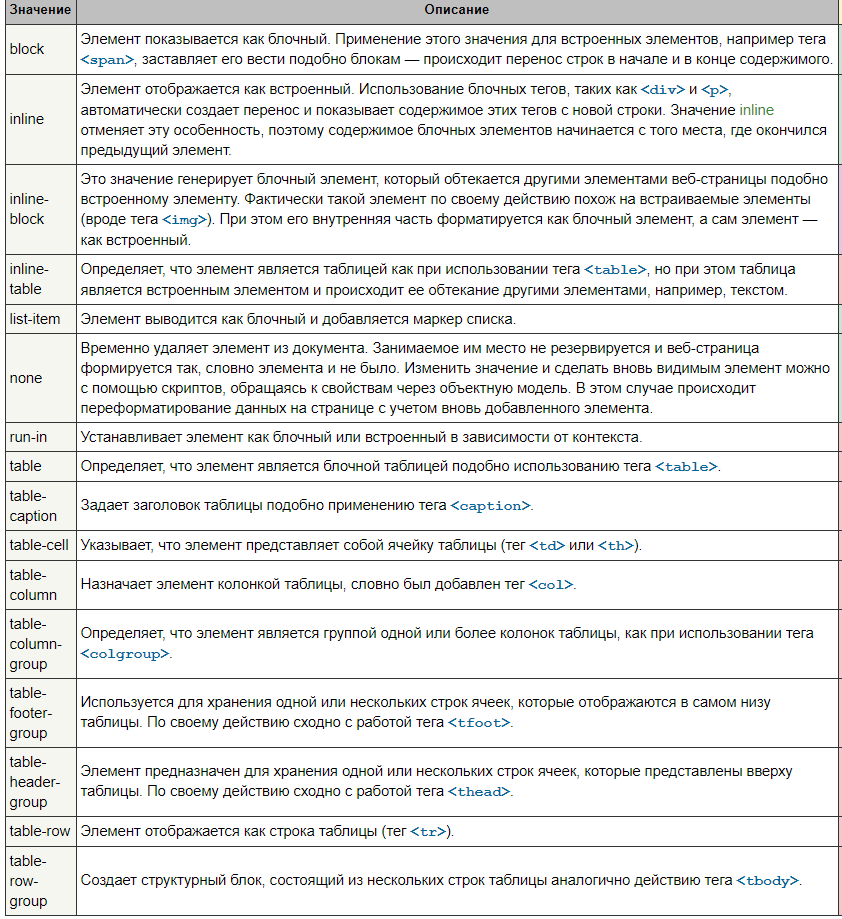 Значение
Описание
block
Элемент показывается как блочный. Применение этого значения для встроенных элементов, например тега
<span>, заставляет его вести подобно блокам — происходит перенос строк в начале и в конце содержимого.
inline
Элемент отображается как встроенный. Использование блочных тегов, таких как <div> и <p>,
автоматически создает перенос и показывает содержимое этих тегов с новой строки. Значение inline
отменяет эту особенность, поэтому содержимое блочных элементов начинается с того места, где окончился
предыдущий элемент.
inline-
block
Это значение генерирует блочный элемент, который обтекается другими элементами веб-страницы подобно
встроенному элементу. Фактически такой элемент по своему действию похож на встраиваемые элементы
(вроде тега <img>). При этом его внутренняя часть форматируется как блочный элемент, а сам элемент —
как встроенный.
inline-
table
Определяет, что элемент является таблицей как при использовании тега <table>, но при этом таблица
является встроенным элементом и происходит ее обтекание другими элементами, например, текстом.
list-item
Элемент выводится как блочный и добавляется маркер списка.
none
Временно удаляет элемент из документа. Занимаемое им место не резервируется и веб-страница
формируется так, словно элемента и не было. Изменить значение и сделать вновь видимым элемент можно
с помощью скриптов, обращаясь к свойствам через объектную модель. В этом случае происходит
переформатирование данных на странице с учетом вновь добавленного элемента.
run-in
Устанавливает элемент как блочный или встроенный в зависимости от контекста.
table
Определяет, что элемент является блочной таблицей подобно использованию тега <table>.
table-
caption
Задает заголовок таблицы подобно применению тега <caption>.
table-cell
Указывает, что элемент представляет собой ячейку таблицы (тег <td> или <th>).
table-
column
Назначает элемент колонкой таблицы, словно был добавлен тег <col>.
table-
column-
group
Определяет, что элемент является группой одной или более колонок таблицы, как при использовании тега
<colgroup>.
table-
footer-
group
Используется для хранения одной или нескольких строк ячеек, которые отображаются в самом низу
таблицы. По своему действию сходно с работой тега <tfoot>.
table-
header-
group
Элемент предназначен для хранения одной или нескольких строк ячеек, которые представлены вверху
таблицы. По своему действию сходно с работой тега <thead>.
table-row
Элемент отображается как строка таблицы (тег <tr>).
table-
row-
group
Создает структурный блок, состоящий из нескольких строк таблицы аналогично действию тега <tbody>.